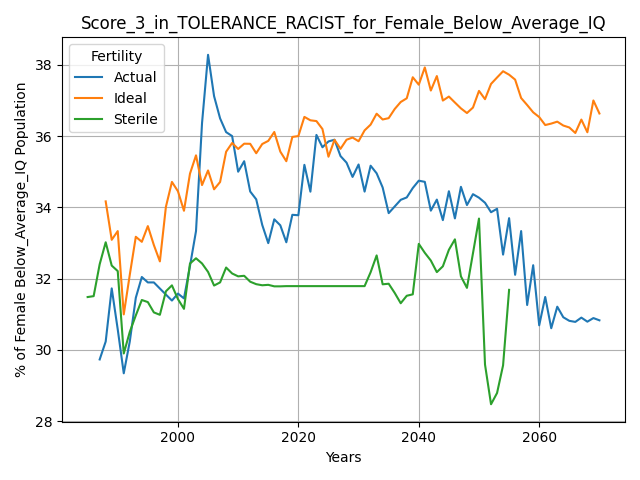 Score_3_in_TOLERANCE_RACIST_for_Female_Below_Average_IQ
% of Female Below_Average_IQ Population
Fertility
Actual
Ideal
Sterile
38
36
34
32
30
28
2000
2020
2040
2060
Years